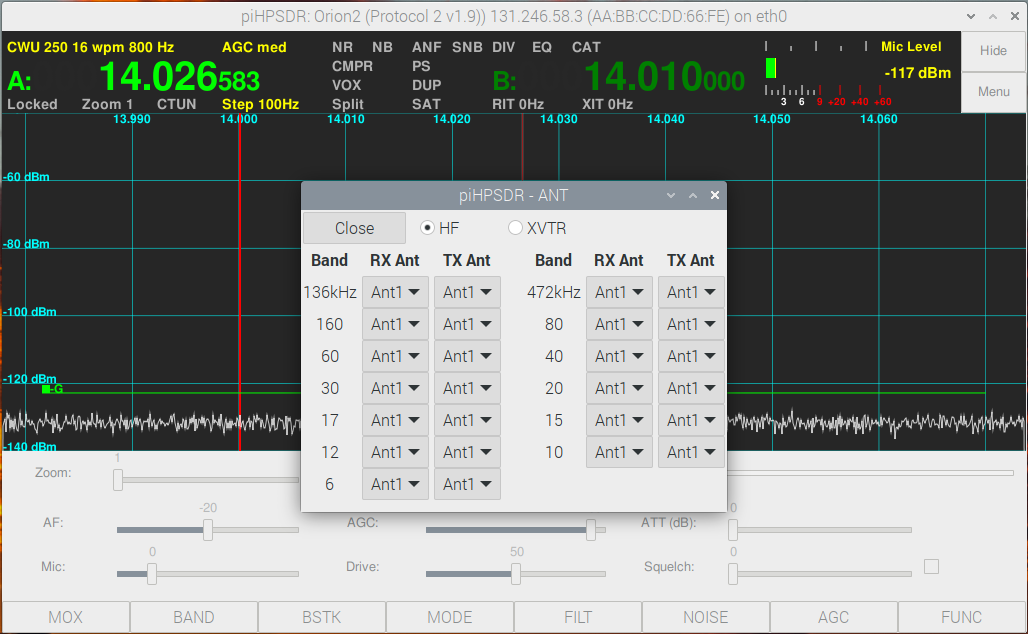 piHPSDR: Orion2 (Protocol 2 v1.9)) 131.246.58.3 (AA:BB:CC:DD:66:FE) on eth0
CWU 250 16 wpm 800 Hz AGC med NR NB ANF SNB DIV EQ CAT Mic Level Hide
CMPR PS
A: 14.026583 VOX DUP B: 14.010000 -117 dBm Menu
Locked Zoom 1 CTUN Step 100Hz Split SAT RIT 0Hz XIT 0Hz 3 6 9 +20 +40 +60
13.990 14.000 14.010 14.020 14.030 14.040 14.050 14.060
-60 dBm
-80 dBm
-100 dBm
-120 dBm
-G
-140 dBm
piHPSDR - ANT
Close HF XVTR
Band RX Ant TX Ant Band RX Ant TX Ant
136kHz Ant1 Ant1 472kHz Ant1 Ant1
160 Ant1 Ant1 80 Ant1 Ant1
60 Ant1 Ant1 40 Ant1 Ant1
30 Ant1 Ant1 20 Ant1 Ant1
17 Ant1 Ant1 15 Ant1 Ant1
12 Ant1 Ant1 10 Ant1 Ant1
6 Ant1 Ant1
1
Zoom:
-20 0
AF: AGC: ATT (dB):
0 50 0
Mic: Drive: Squelch:
MOX BAND BSTK MODE FILT NOISE AGC FUNC